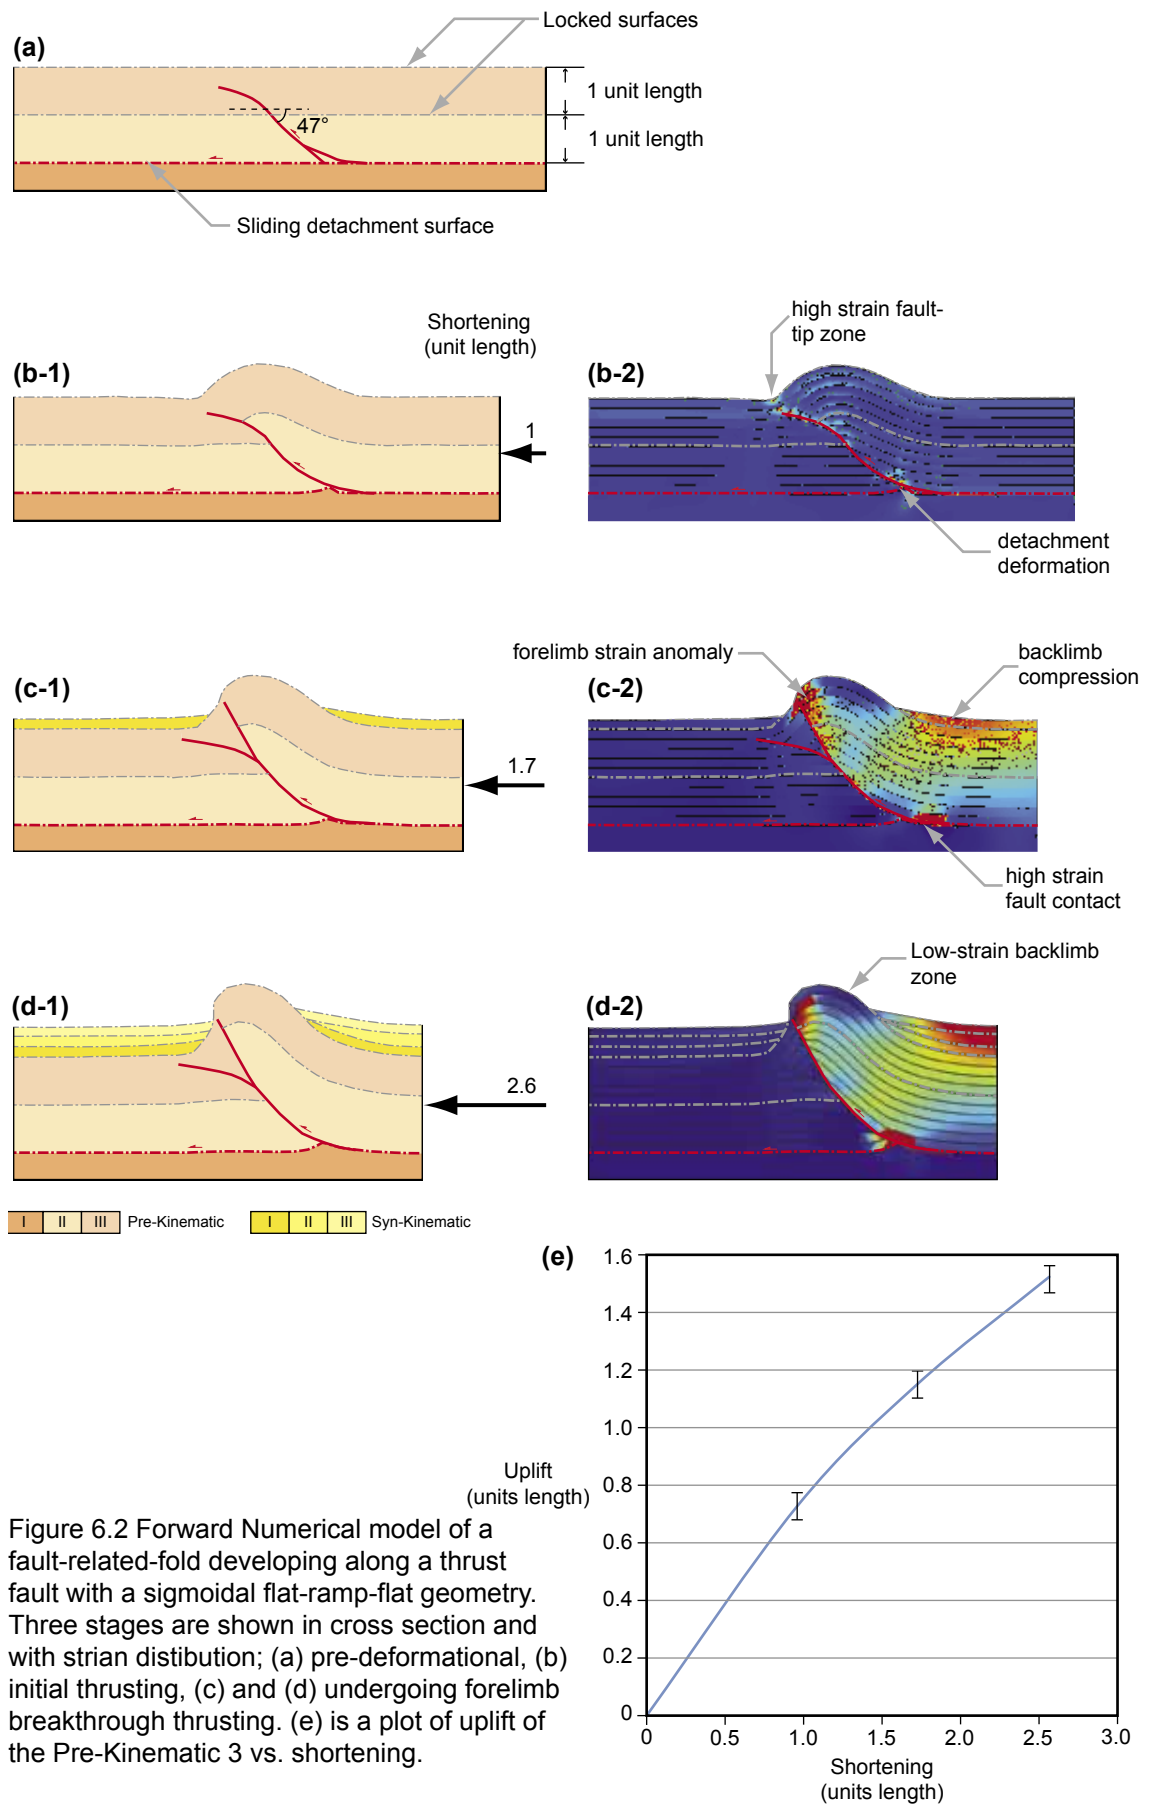 Locked surfaces
(a)
1 unit length
47°
1 unit length
Sliding detachment surface
Shortening
(unit length)
(b-1)
1
high strain fault-
tip zone
(b-2)
detachment
deformation
(c-1)
1.7
forelimb strain anomaly
(c-2)
backlimb
compression
high strain
fault contact
(d-1)
2.6
(d-2)
Low-strain backlimb
zone
I II III Pre-Kinematic
I II III Syn-Kinematic
(e)
1.6
1.4
1.2
1.0
0.8
0.6
0.4
0.2
0
Uplift
(units length)
0 0.5 1.0 1.5 2.0 2.5 3.0
Shortening
(units length)
Figure 6.2 Forward Numerical model of a
fault-related-fold developing along a thrust
fault with a sigmoidal flat-ramp-flat geometry.
Three stages are shown in cross section and
with strian distibution; (a) pre-deformational, (b)
initial thrusting, (c) and (d) undergoing forelimb
breakthrough thrusting. (e) is a plot of uplift of
the Pre-Kinematic 3 vs. shortening.